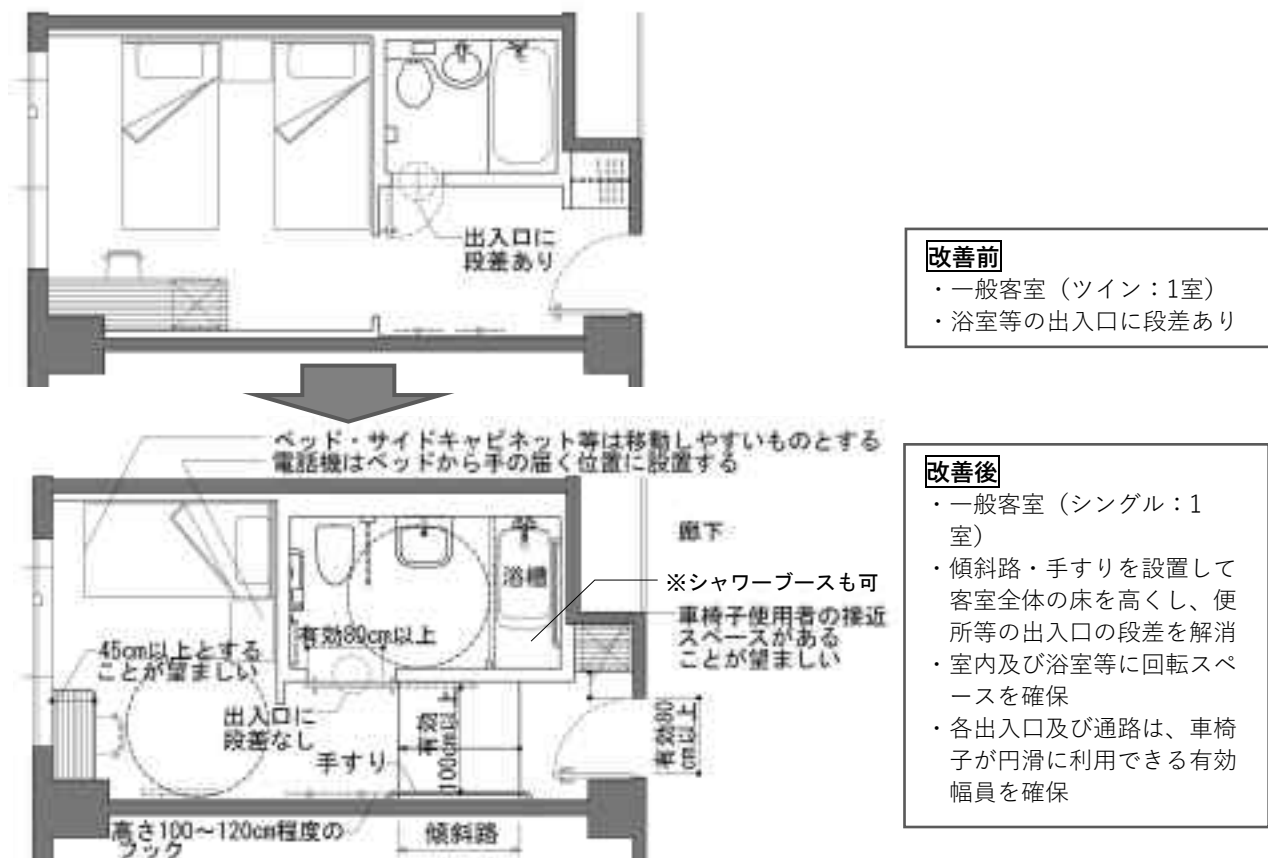 出入口に
段差あり
改善前
・一般客室（ツイン：1室）
・浴室等の出入口に段差あり
ベッド・サイドキャビネット等は移動しやすいものとする
電話機はベッドから手の届く位置に設置する
廊下
浴槽
※シャワーブースも可
車椅子使用者の接近
スペースがある
ことが望ましい
有効80cm以上
45cm以上とする
ことが望ましい
出入口に
段差なし
手すり
有効
100cm以上
有効80
cm以上
高さ100～120cm程度の
フック
傾斜路
改善後
・一般客室（シングル：1
室）
・傾斜路・手すりを設置して
客室全体の床を高くし、便
所等の出入口の段差を解消
・室内及び浴室等に回転スペ
ースを確保
・各出入口及び通路は、車椅
子が円滑に利用できる有効
幅員を確保